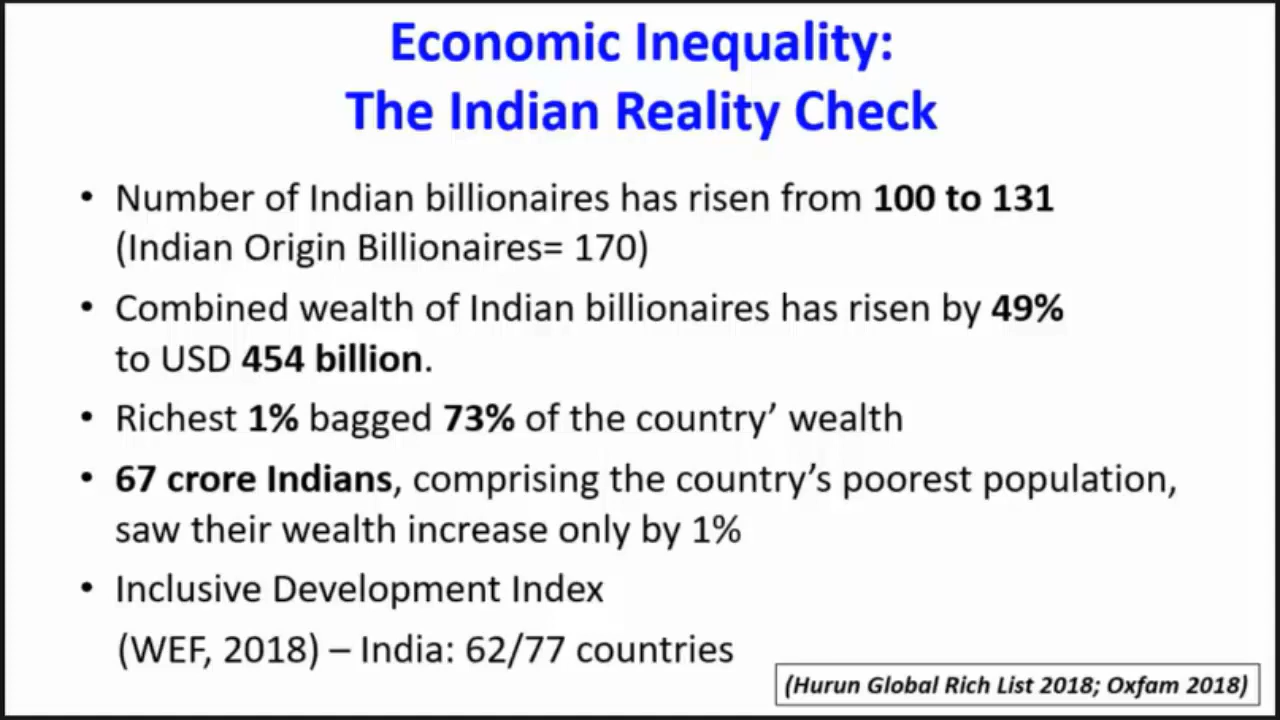 Economic Inequality:
The Indian Reality Check
• Number of Indian billionaires has risen from 100 to 131
(Indian Origin Billionaires= 170)
• Combined wealth of Indian billionaires has risen by 49%
to USD 454 billion.
• Richest 1% bagged 73% of the country’ wealth
• 67 crore Indians, comprising the country’s poorest population,
saw their wealth increase only by 1%
• Inclusive Development Index
(WEF, 2018) – India: 62/77 countries
(Hurun Global Rich List 2018; Oxfam 2018)